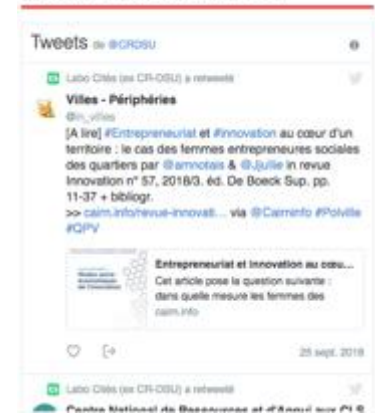 Tweets de @CRDSU
Labo Cités (ex CR-DSU) a retweeté
Villes - Périphéries
@in_villes
[A lire] #Entrepreneuriat et #innovation au cœur d'un
territoire : le cas des femmes entrepreneures sociales
des quartiers par @amnotais & @Jjullie in revue
Innovation n° 57, 2018/3. éd. De Boeck Sup. pp.
11-37 + bibliogr.
>> cairn.info/revue-innovati… via @Cairninfo #Polville
#QPV
Entrepreneuriat et innovation au cœu...
Cet article pose la question suivante :
dans quelle mesure les femmes des
cairn.info
25 sept. 2018
Labo Cités (ex CR-DSU) a retweeté
Centre National de Ressources et d'Appui aux CLS